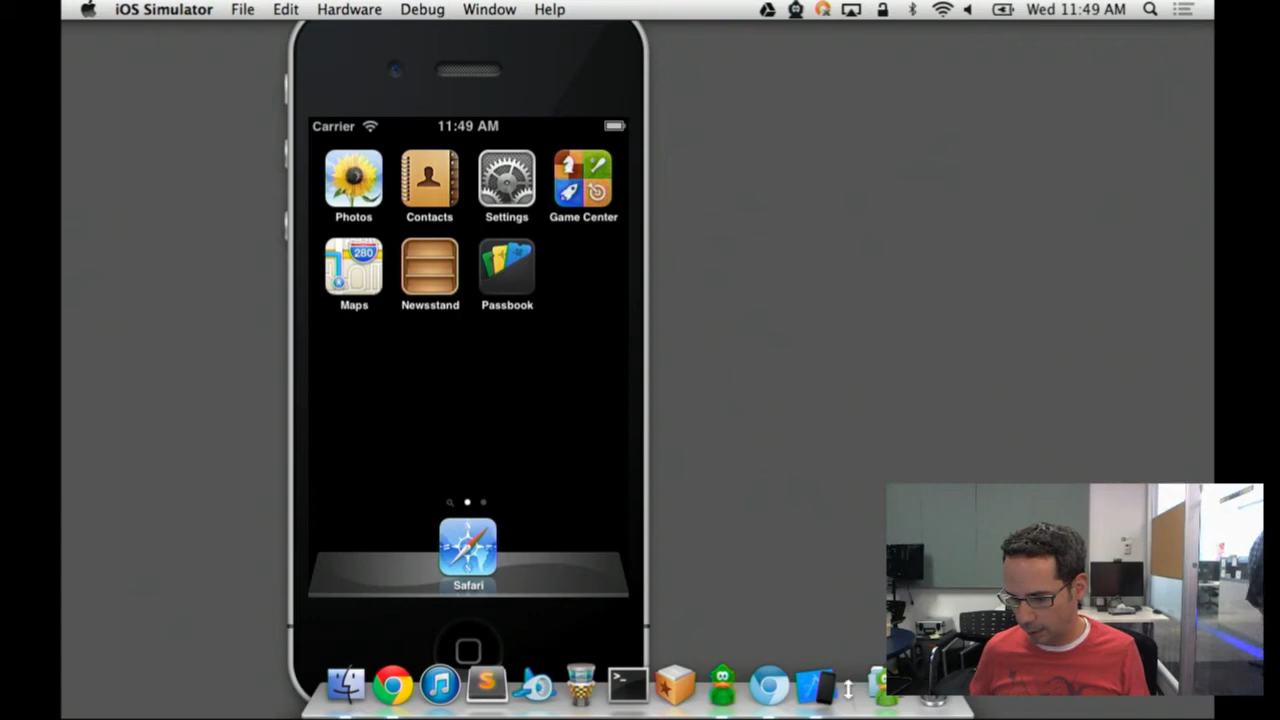 iOS Simulator File Edit Hardware Debug Window Help Wed 11:49 AM
Carrier 11:49 AM
280
Photos Contacts Settings Game Center
Maps Newsstand Passbook
N
Safari
S
>_